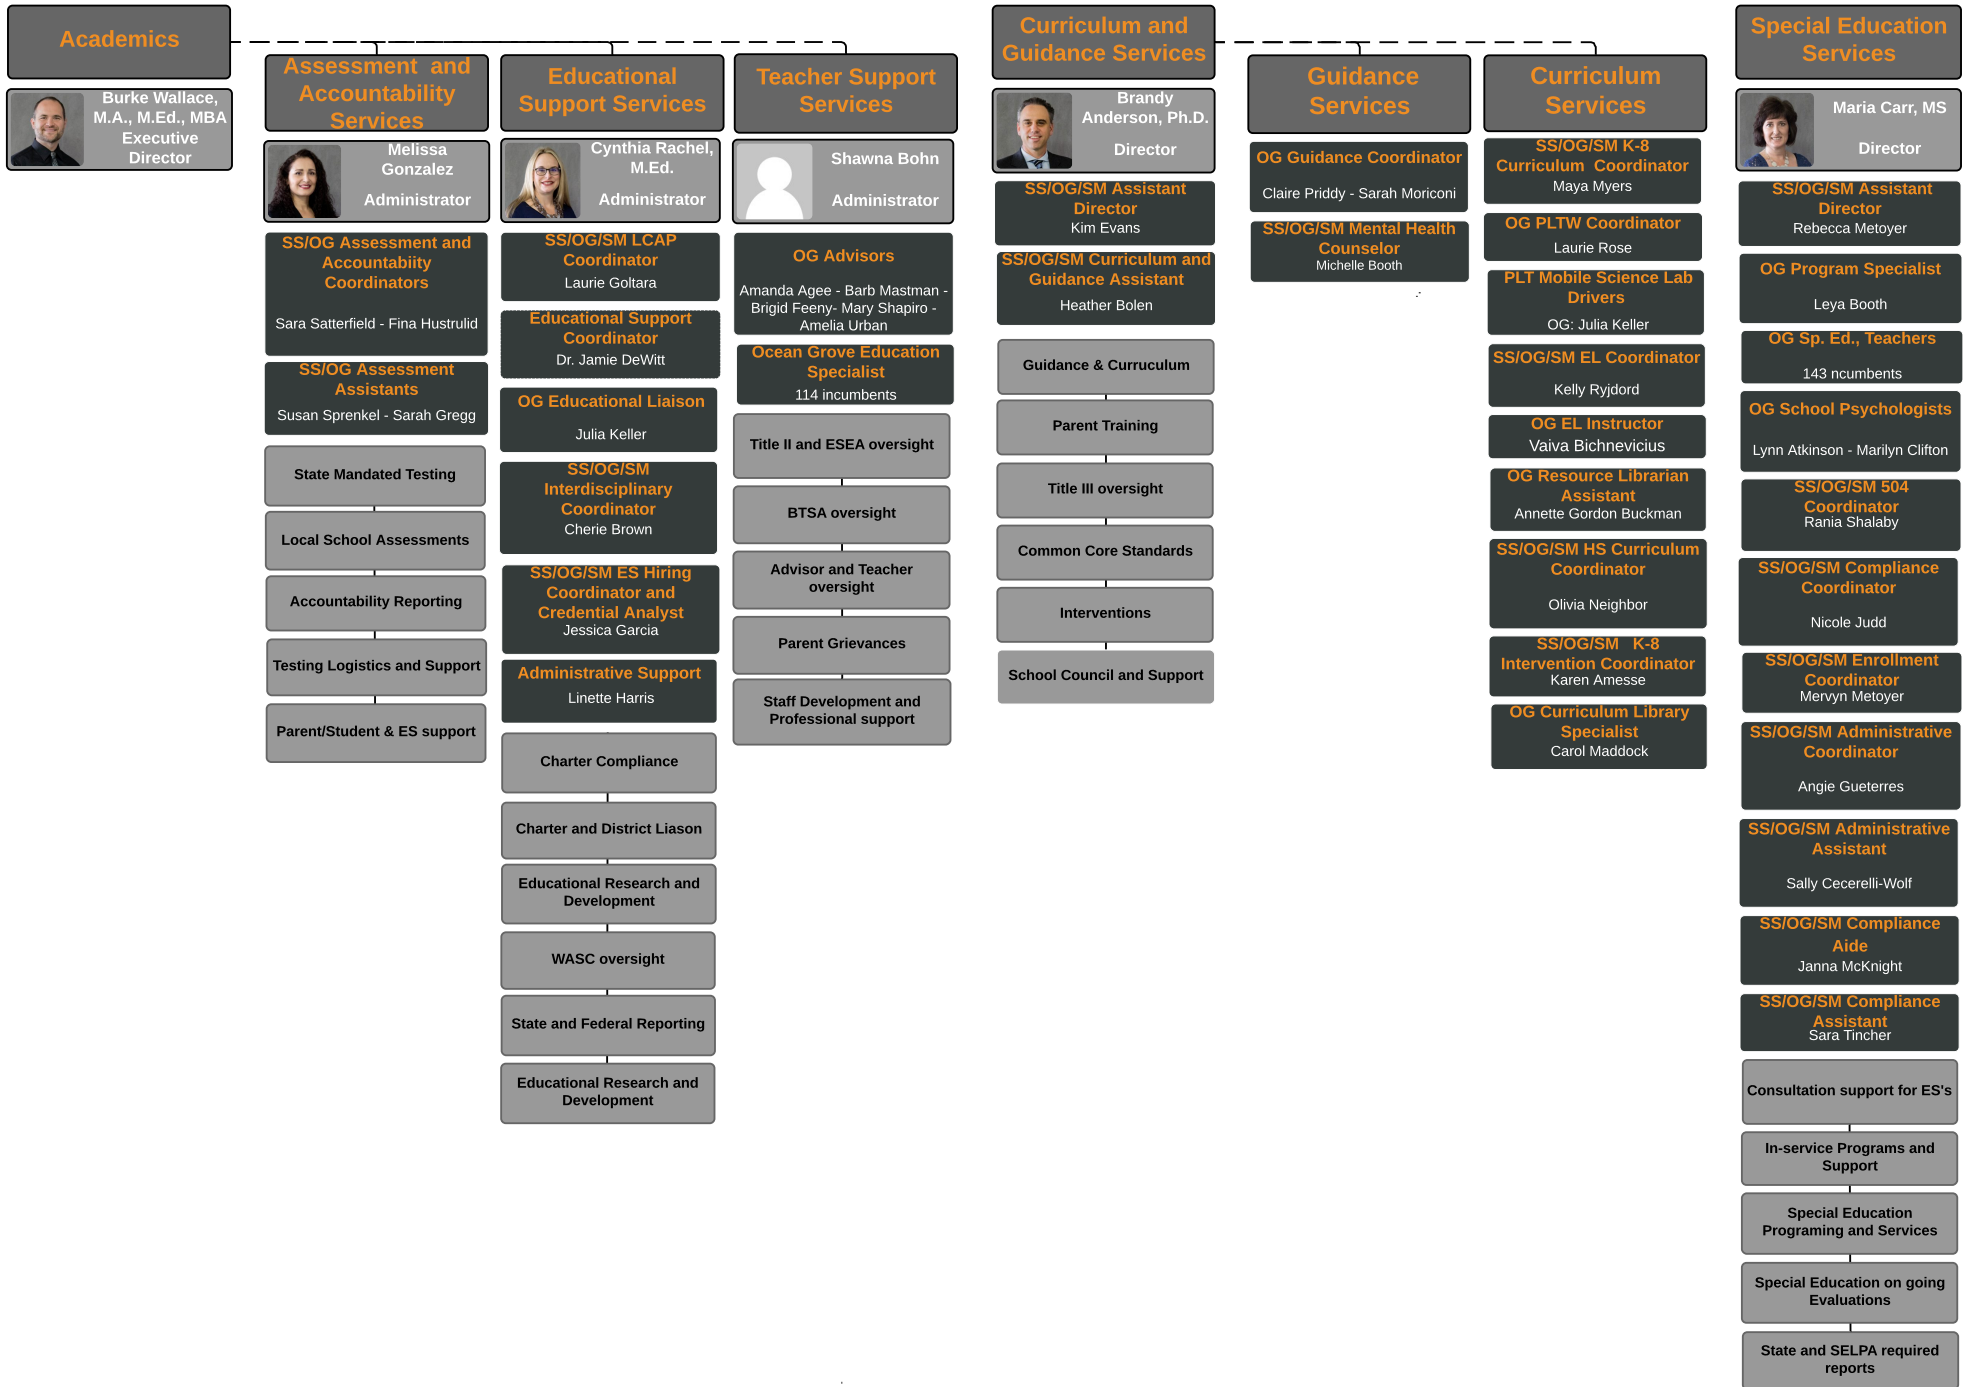 Academics
Burke Wallace,
M.A., M.Ed., MBA
Executive
Director
Assessment and
Accountability
Services
Melissa
Gonzalez
Administrator
SS/OG Assessment and
Accountabiity
Coordinators
Sara Satterfield - Fina Hustrulid
SS/OG Assessment
Assistants
Susan Sprenkel - Sarah Gregg
State Mandated Testing
Local School Assessments
Accountability Reporting
Testing Logistics and Support
Parent/Student & ES support
Educational
Support Services
Cynthia Rachel,
M.Ed.
Administrator
SS/OG/SM LCAP
Coordinator
Laurie Goltara
Educational Support
Coordinator
Dr. Jamie DeWitt
OG Educational Liaison
Julia Keller
SS/OG/SM
Interdisciplinary
Coordinator
Cherie Brown
SS/OG/SM ES Hiring
Coordinator and
Credential Analyst
Jessica Garcia
Administrative Support
Linette Harris
Charter Compliance
Charter and District Liason
Educational Research and
Development
WASC oversight
State and Federal Reporting
Educational Research and
Development
Teacher Support
Services
Shawna Bohn
Administrator
OG Advisors
Amanda Agee - Barb Mastman -
Brigid Feeny- Mary Shapiro -
Amelia Urban
Ocean Grove Education
Specialist
114 incumbents
Title II and ESEA oversight
BTSA oversight
Advisor and Teacher
oversight
Parent Grievances
Staff Development and
Professional support
Curriculum and
Guidance Services
Brandy
Anderson, Ph.D.
Director
SS/OG/SM Assistant
Director
Kim Evans
SS/OG/SM Curriculum and
Guidance Assistant
Heather Bolen
Guidance & Curruculum
Parent Training
Title III oversight
Common Core Standards
Interventions
School Council and Support
Guidance
Services
OG Guidance Coordinator
Claire Priddy - Sarah Moriconi
SS/OG/SM Mental Health
Counselor
Michelle Booth
Curriculum
Services
SS/OG/SM K-8
Curriculum Coordinator
Maya Myers
OG PLTW Coordinator
Laurie Rose
PLT Mobile Science Lab
Drivers
OG: Julia Keller
SS/OG/SM EL Coordinator
Kelly Ryjdord
OG EL Instructor
Vaiva Bichnevicius
OG Resource Librarian
Assistant
Annette Gordon Buckman
SS/OG/SM HS Curriculum
Coordinator
Olivia Neighbor
SS/OG/SM K-8
Intervention Coordinator
Karen Amesse
OG Curriculum Library
Specialist
Carol Maddock
Special Education
Services
Maria Carr, MS
Director
SS/OG/SM Assistant
Director
Rebecca Metoyer
OG Program Specialist
Leya Booth
OG Sp. Ed., Teachers
143 ncumbents
OG School Psychologists
Lynn Atkinson - Marilyn Clifton
SS/OG/SM 504
Coordinator
Rania Shalaby
SS/OG/SM Compliance
Coordinator
Nicole Judd
SS/OG/SM Enrollment
Coordinator
Mervyn Metoyer
SS/OG/SM Administrative
Coordinator
Angie Gueterres
SS/OG/SM Administrative
Assistant
Sally Cecerelli-Wolf
SS/OG/SM Compliance
Aide
Janna McKnight
SS/OG/SM Compliance
Assistant
Sara Tincher
Consultation support for ES's
In-service Programs and
Support
Special Education
Programing and Services
Special Education on going
Evaluations
State and SELPA required
reports